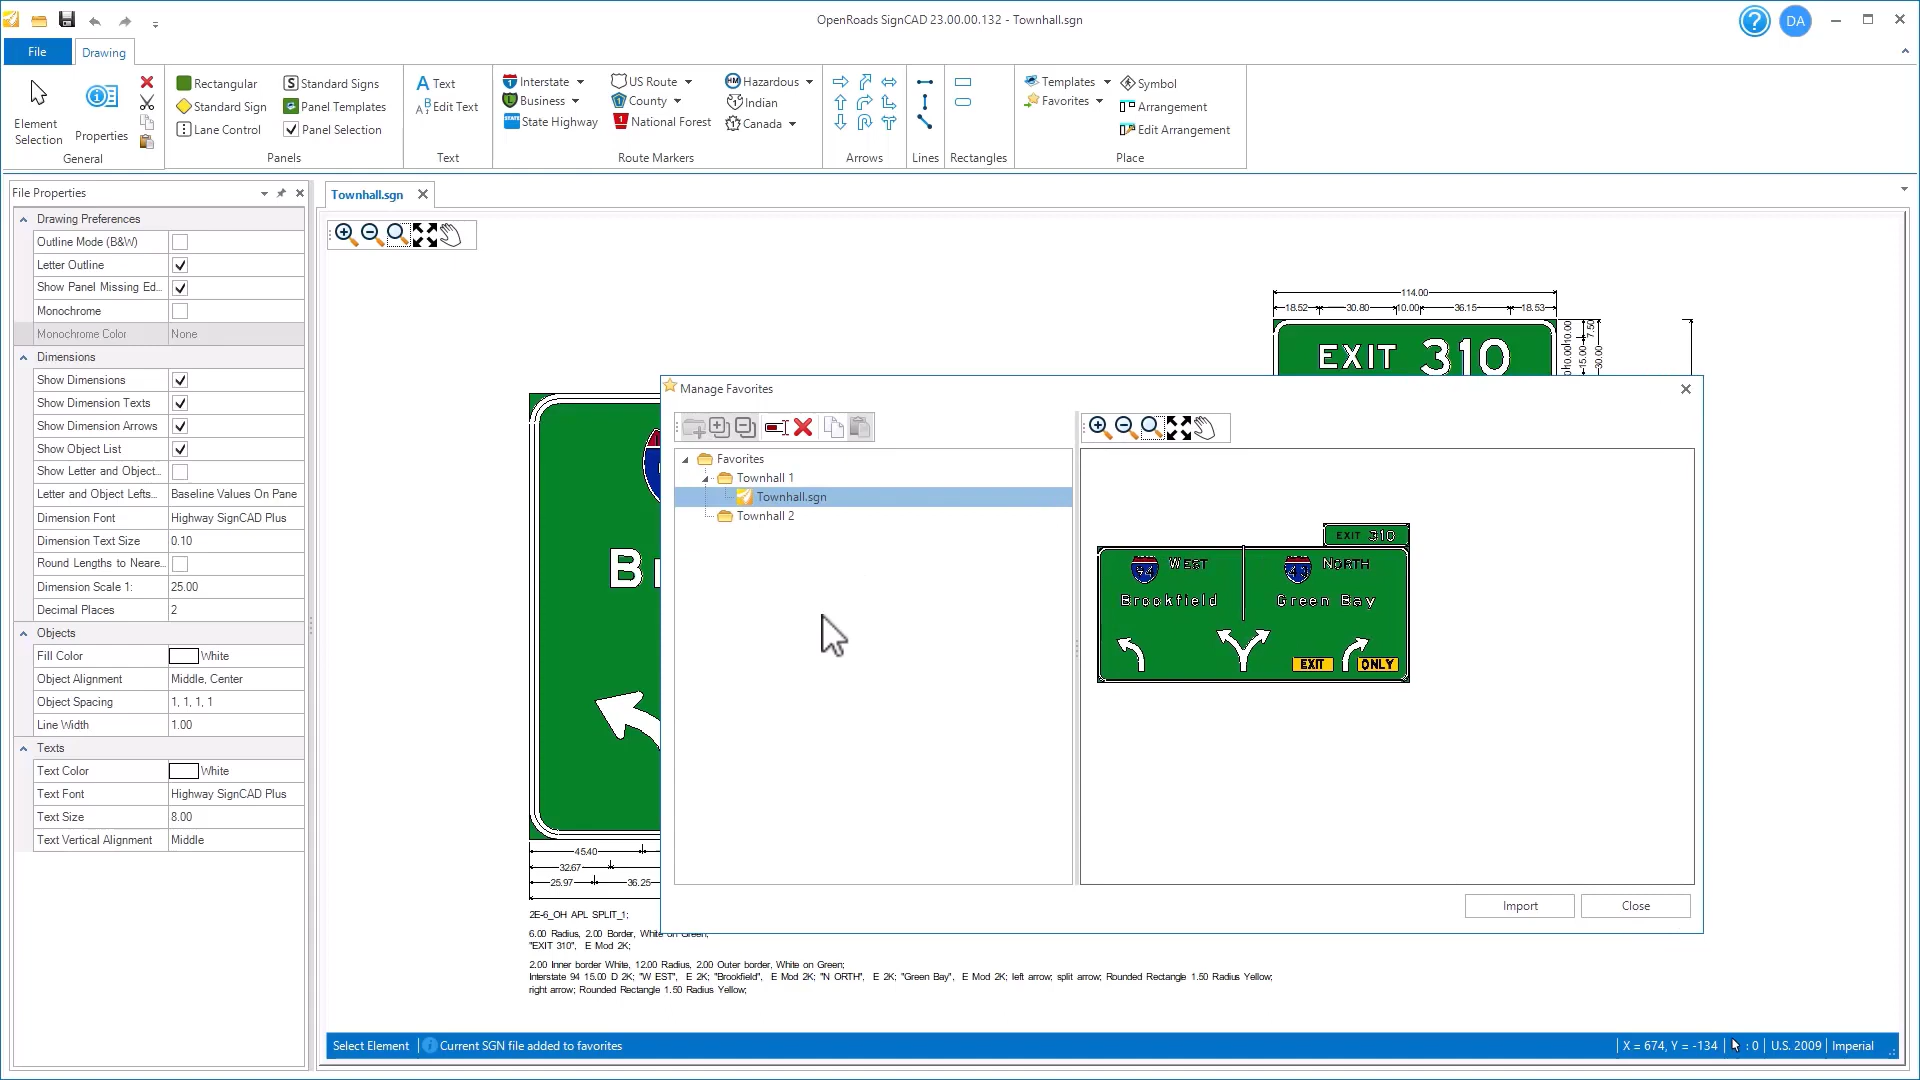 OpenRoads SignCAD 23.00.00.132 - Townhall.sgn
DA
File
Drawing
Element Selection
Properties
General
Rectangular
Standard Sign
Lane Control
Standard Signs
Panel Templates
Panel Selection
Panels
Text
Edit Text
Text
Interstate
Business
State Highway
US Route
County
National Forest
Hazardous
Indian
Canada
Route Markers
Arrows
Lines
Rectangles
Templates
Favorites
Symbol
Arrangement
Edit Arrangement
Place
File Properties
Drawing Preferences
Outline Mode (B&W)
Letter Outline
Show Panel Missing Ed...
Monochrome
Monochrome Color None
Dimensions
Show Dimensions
Show Dimension Texts
Show Dimension Arrows
Show Object List
Show Letter and Object...
Letter and Object Lefts... Baseline Values On Pane
Dimension Font Highway SignCAD Plus
Dimension Text Size 0.10
Round Lengths to Neare...
Dimension Scale 1: 25.00
Decimal Places 2
Objects
Fill Color White
Object Alignment Middle, Center
Object Spacing 1, 1, 1, 1
Line Width 1.00
Texts
Text Color White
Text Font Highway SignCAD Plus
Text Size 8.00
Text Vertical Alignment Middle
Townhall.sgn
114.00
18.52 30.80 10.00 36.15 18.53
EXIT 310
7.50
15.00
30.00
Manage Favorites
Favorites
Townhall 1
Townhall.sgn
Townhall 2
EXIT 310
94 WEST
43 NORTH
Brookfield
Green Bay
EXIT ONLY
Import
Close
45.40
32.67
25.97 36.25
2E-6_OH APL SPLIT_1;
6.00 Radius, 2.00 Border, White on Green;
"EXIT 310", E Mod 2K;
2.00 Inner border White, 12.00 Radius, 2.00 Outer border, White on Green;
Interstate 94 15.00 D 2K; "W EST", E 2K; "Brookfield", E Mod 2K; "N ORTH", E 2K; "Green Bay", E Mod 2K; left arrow; split arrow; Rounded Rectangle 1.50 Radius Yellow;
right arrow; Rounded Rectangle 1.50 Radius Yellow;
Select Element
Current SGN file added to favorites
X = 674, Y = -134
: 0
U.S. 2009
Imperial